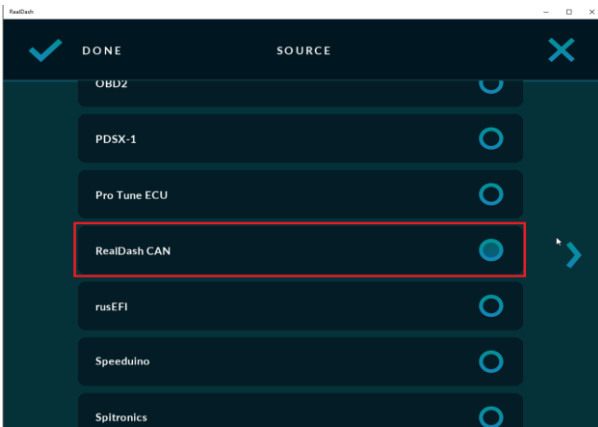 RealDash
DONE
SOURCE
OBD2
PDSX-1
Pro Tune ECU
RealDash CAN
rusEFI
Speeduino
Spitronics